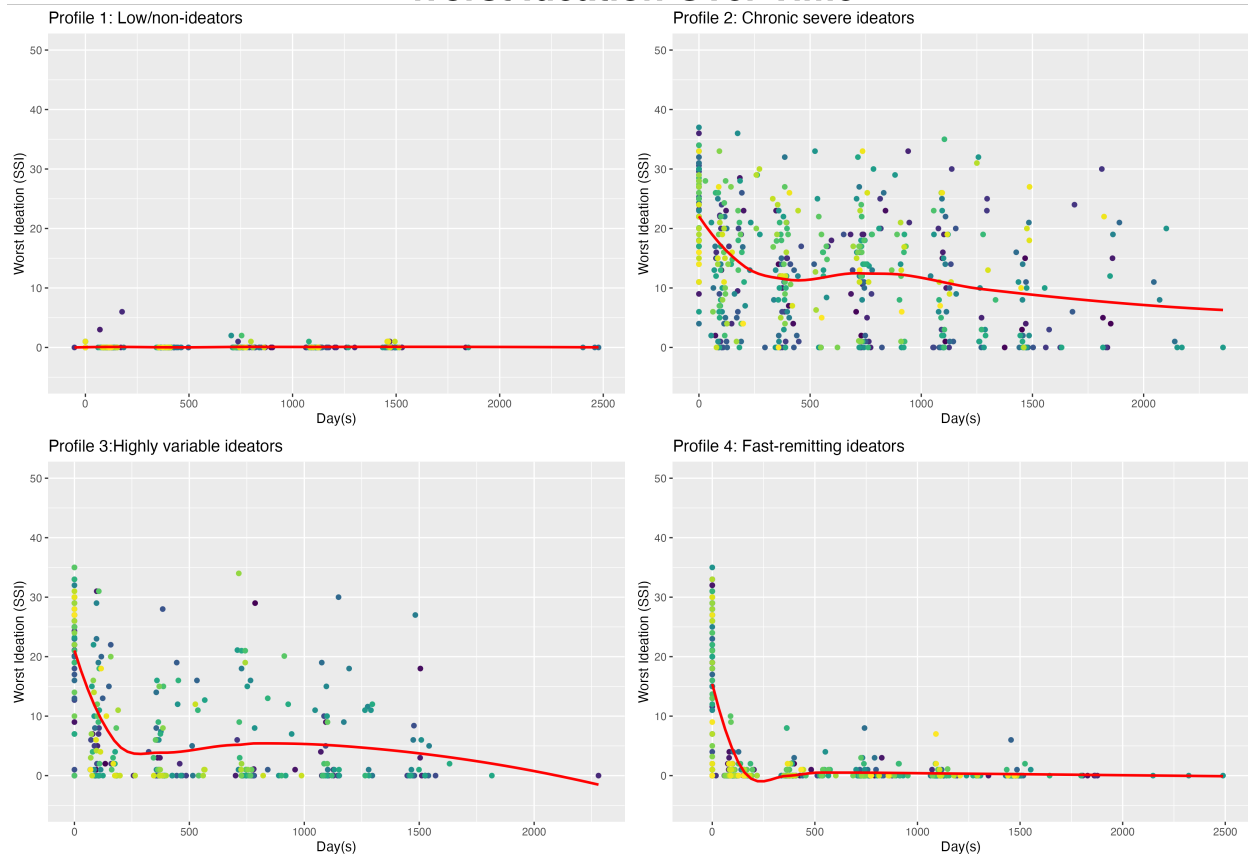 Profile 1: Low/non-ideators
Worst Ideation (SSI)
50
40
30
20
10
0
0 500 1000 1500 2000 2500
Day(s)
Profile 2: Chronic severe ideators
Worst Ideation (SSI)
50
40
30
20
10
0
0 500 1000 1500 2000
Day(s)
Profile 3:Highly variable ideators
Worst Ideation (SSI)
50
40
30
20
10
0
0 500 1000 1500 2000
Day(s)
Profile 4: Fast-remitting ideators
Worst Ideation (SSI)
50
40
30
20
10
0
0 500 1000 1500 2000 2500
Day(s)